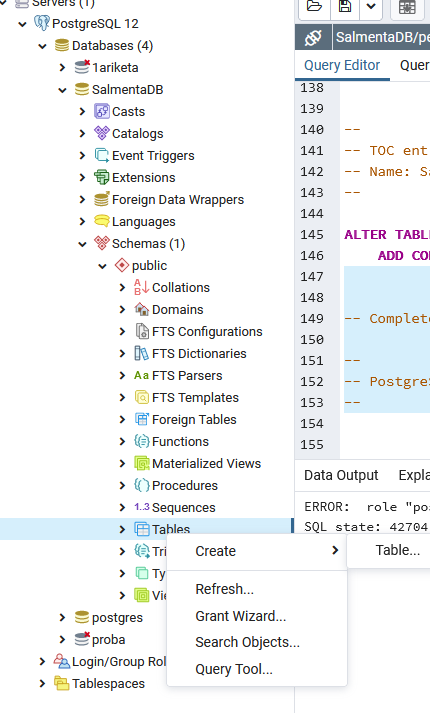 Servers (1)
PostgreSQL 12
Databases (4)
1ariketa
SalmentaDB
Casts
Catalogs
Event Triggers
Extensions
Foreign Data Wrappers
Languages
Schemas (1)
public
Collations
Domains
FTS Configurations
FTS Dictionaries
FTS Parsers
FTS Templates
Foreign Tables
Functions
Materialized Views
Procedures
1..3 Sequences
Tables
Tri
Ty
Vie
postgres
proba
Login/Group Rol
Tablespaces
Create
Table...
Refresh...
Grant Wizard...
Search Objects...
Query Tool...
SalmentaDB/po
Query Editor Quer
138
139
140 --
141 -- TOC ent
142 -- Name: Sa
143 --
144
145 ALTER TABL
146 ADD CO
147
148
149 -- Complet
150
151 --
152 -- Postgre
153 --
154
155
Data Output Expla
ERROR: role "pos
SQL state: 42704